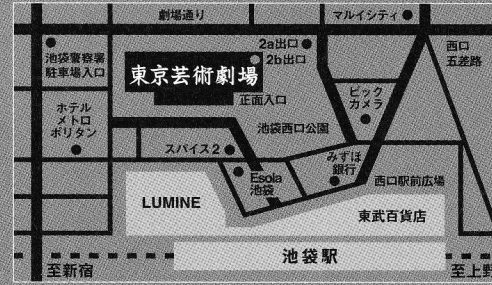 劇場通り
マルイシティ
2a出口
2b出口
西口
五差路
池袋警察署
駐車場入口
東京芸術劇場
正面入口
ビック
カメラ
ホテル
メトロ
ポリタン
池袋西口公園
スパイス2
みずほ
銀行
Esola
池袋
西口駅前広場
LUMINE
東武百貨店
池袋駅
至新宿
至上野